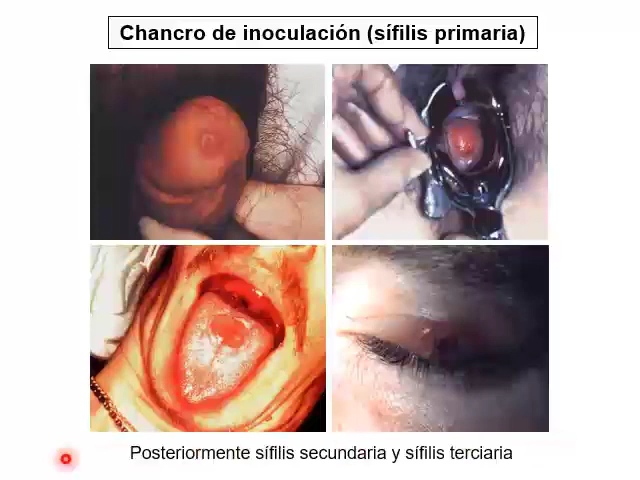 Chancro de inoculación (sífilis primaria)
Posteriormente sífilis secundaria y sífilis terciaria